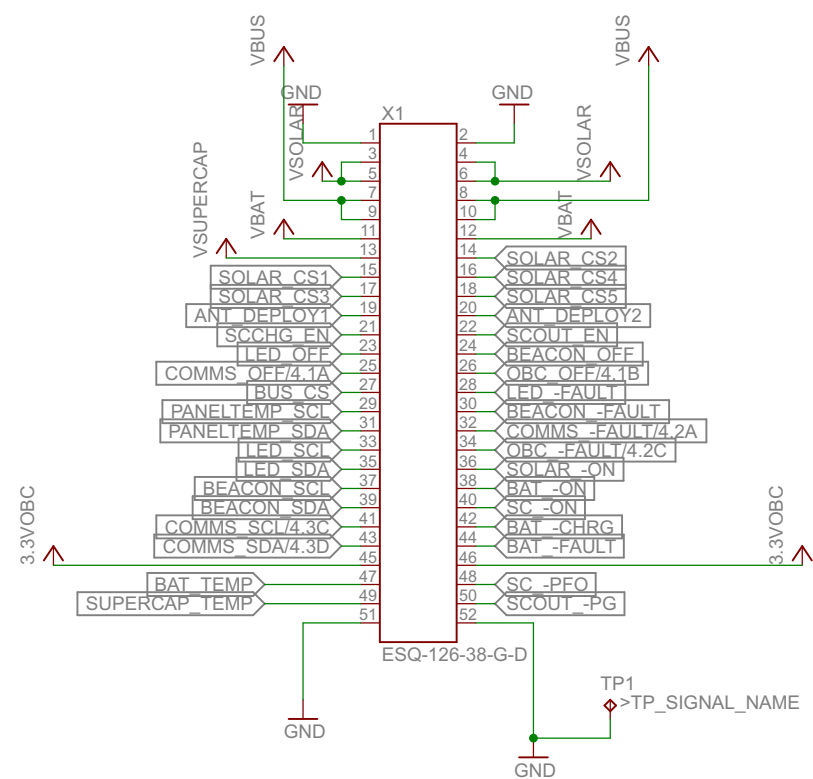 VBUS
VBUS
GND
GND
X1
VSOLAR
VSOLAR
1
2
3
4
5
6
7
8
9
10
VSUPERCAP
VBAT
VBAT
11
12
13
14
SOLAR_CS2
SOLAR_CS1
15
16
SOLAR_CS4
SOLAR_CS3
17
18
SOLAR_CS5
ANT_DEPLOY1
19
20
ANT_DEPLOY2
SCCHG_EN
21
22
SCOUT_EN
LED_OFF
23
24
BEACON_OFF
COMMS_OFF/4.1A
25
26
OBC_OFF/4.1B
BUS_CS
27
28
LED_-FAULT
PANELTEMP_SCL
29
30
BEACON_-FAULT
PANELTEMP_SDA
31
32
COMMS_-FAULT/4.2A
LED_SCL
33
34
OBC_-FAULT/4.2C
LED_SDA
35
36
SOLAR_-ON
BEACON_SCL
37
38
BAT_-ON
BEACON_SDA
39
40
SC_-ON
COMMS_SCL/4.3C
41
42
BAT_-CHRG
COMMS_SDA/4.3D
43
44
BAT_-FAULT
3.3VOBC
45
46
3.3VOBC
BAT_TEMP
47
48
SC_-PFO
SUPERCAP_TEMP
49
50
SCOUT_-PG
51
52
ESQ-126-38-G-D
TP1
>TP_SIGNAL_NAME
GND
GND